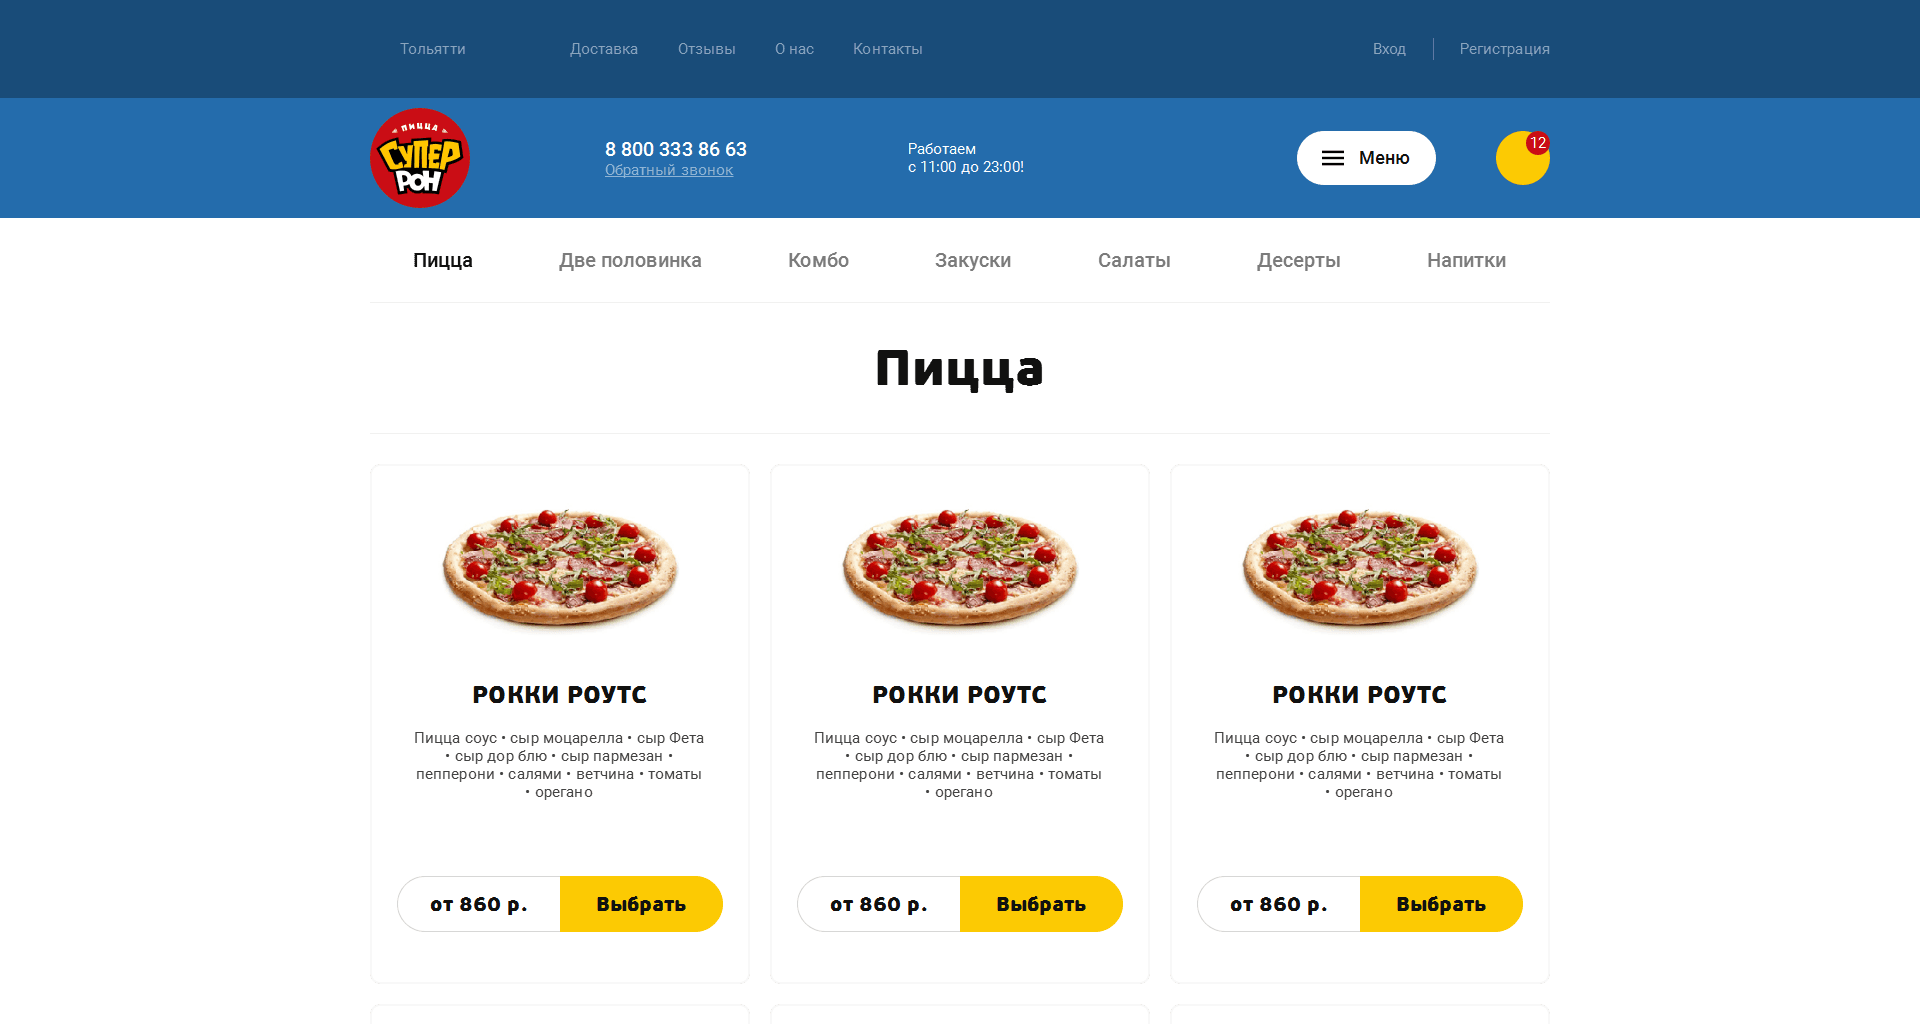 Тольятти
Доставка
Отзывы
О нас
Контакты
Вход
Регистрация
ПИЦЦА
СУПЕР
РОН
8 800 333 86 63
Обратный звонок
Работаем
с 11:00 до 23:00!
Меню
12
Пицца
Две половинка
Комбо
Закуски
Салаты
Десерты
Напитки
Пицца
РОККИ РОУТС
Пицца соус • сыр моцарелла • сыр Фета
• сыр дор блю • сыр пармезан •
пепперони • салями • ветчина • томаты
• орегано
от 860 р.
Выбрать
РОККИ РОУТС
Пицца соус • сыр моцарелла • сыр Фета
• сыр дор блю • сыр пармезан •
пепперони • салями • ветчина • томаты
• орегано
от 860 р.
Выбрать
РОККИ РОУТС
Пицца соус • сыр моцарелла • сыр Фета
• сыр дор блю • сыр пармезан •
пепперони • салями • ветчина • томаты
• орегано
от 860 р.
Выбрать